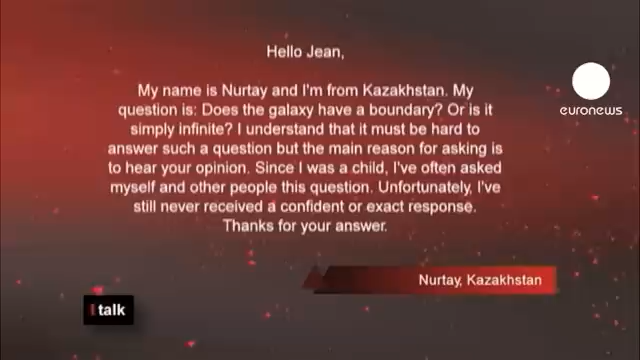 Hello Jean,
My name is Nurtay and I'm from Kazakhstan. My
question is: Does the galaxy have a boundary? Or is it
simply infinite? I understand that it must be hard to
answer such a question but the main reason for asking is
to hear your opinion. Since I was a child, I've often asked
myself and other people this question. Unfortunately, I've
still never received a confident or exact response.
Thanks for your answer.
euronews
Nurtay, Kazakhstan
I talk